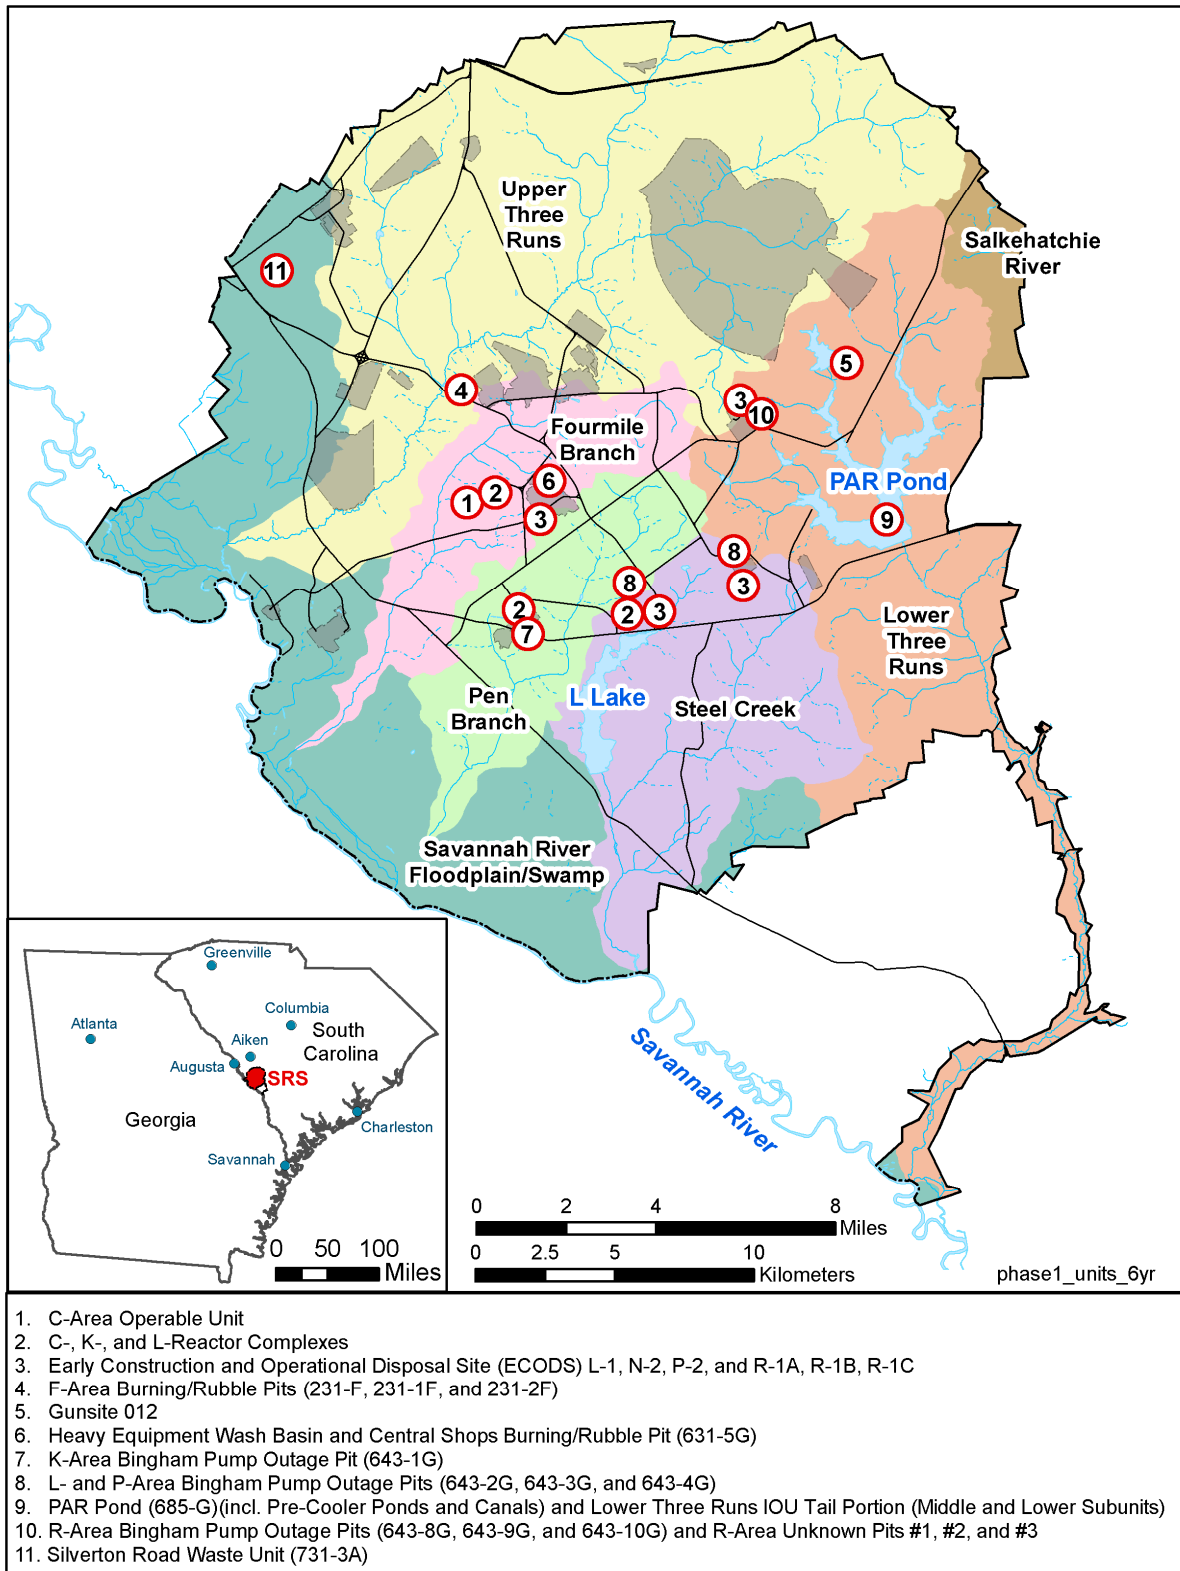 Upper
Three
Runs
Salkehatchie
River
11
5
4
3
10
Fourmile
Branch
PAR Pond
6
2
1
3
9
8
8
3
2
2
3
7
Lower
Three
Runs
Pen
Branch
L Lake
Steel Creek
Savannah River
Floodplain/Swamp
Savannah River
Greenville
Columbia
Atlanta
South
Carolina
Aiken
Augusta
SRS
Georgia
Charleston
Savannah
0 50 100
Miles
0 2 4 8
Miles
0 2.5 5 10
Kilometers
phase1_units_6yr
1. C-Area Operable Unit
2. C-, K-, and L-Reactor Complexes
3. Early Construction and Operational Disposal Site (ECODS) L-1, N-2, P-2, and R-1A, R-1B, R-1C
4. F-Area Burning/Rubble Pits (231-F, 231-1F, and 231-2F)
5. Gunsite 012
6. Heavy Equipment Wash Basin and Central Shops Burning/Rubble Pit (631-5G)
7. K-Area Bingham Pump Outage Pit (643-1G)
8. L- and P-Area Bingham Pump Outage Pits (643-2G, 643-3G, and 643-4G)
9. PAR Pond (685-G)(incl. Pre-Cooler Ponds and Canals) and Lower Three Runs IOU Tail Portion (Middle and Lower Subunits)
10. R-Area Bingham Pump Outage Pits (643-8G, 643-9G, and 643-10G) and R-Area Unknown Pits #1, #2, and #3
11. Silverton Road Waste Unit (731-3A)